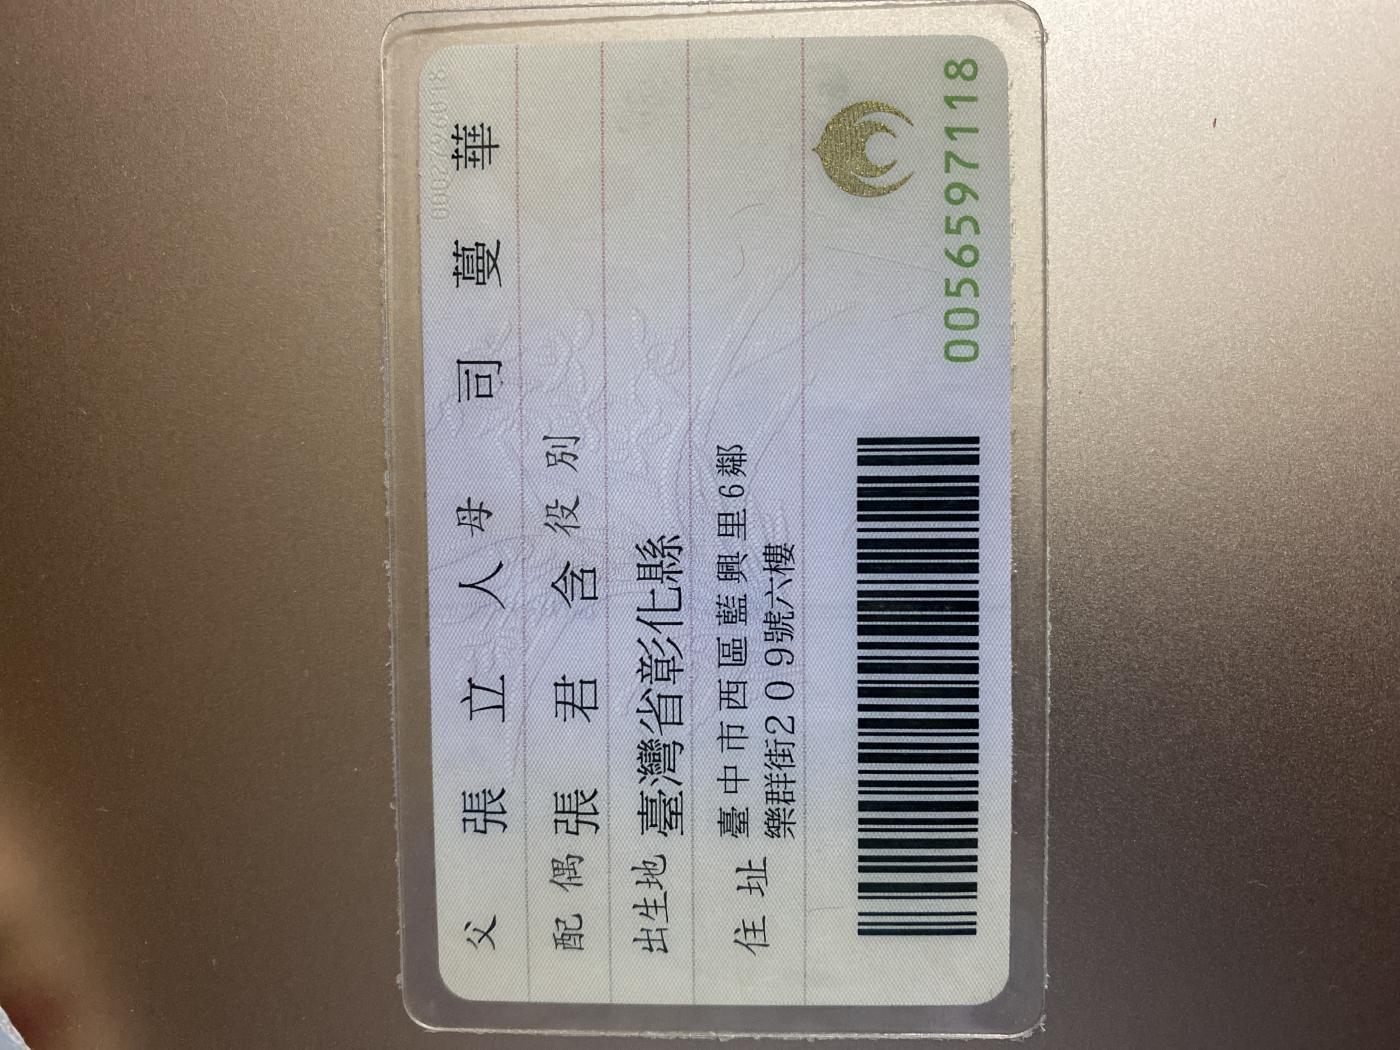 父 張立人 母 司蔓華
配偶 張君含 役別
出生地 臺灣省彰化縣
住址 臺中市西區藍興里6鄰
樂群街209號六樓
0056597118